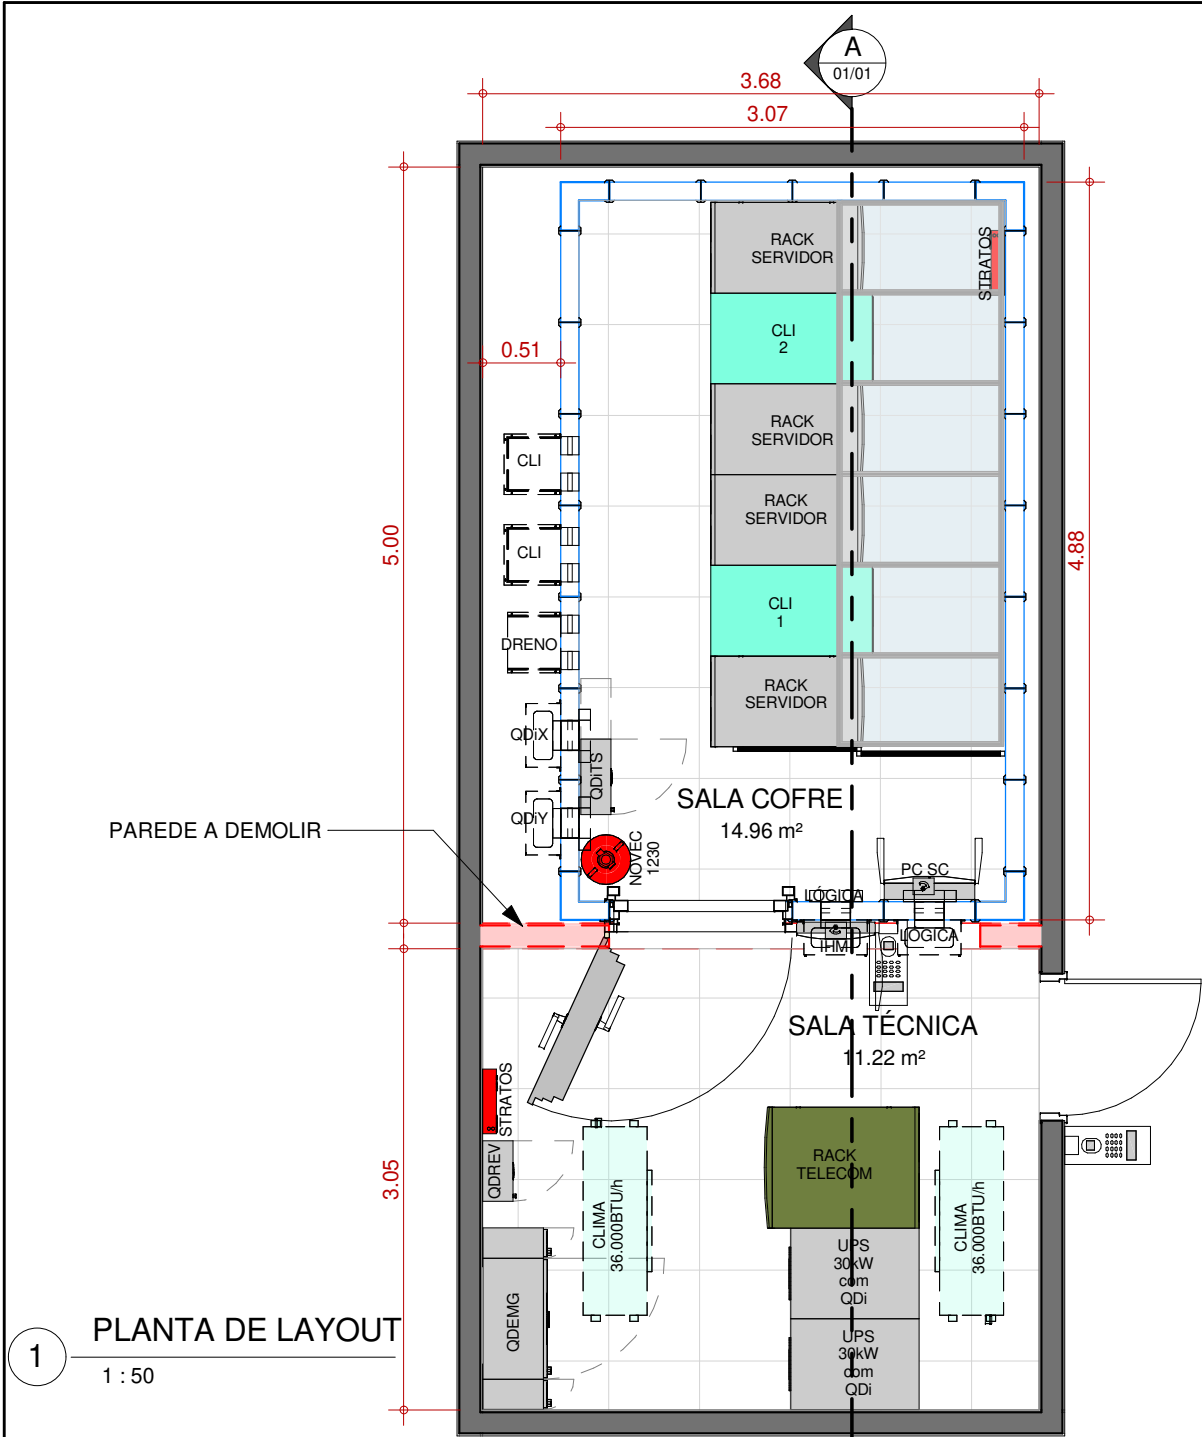 A
01/01
3.68
3.07
RACK
SERVIDOR
STRATOS
CLI
2
0.51
RACK
SERVIDOR
CLI
RACK
SERVIDOR
5.00
4.88
CLI
CLI
1
DRENO
RACK
SERVIDOR
QDiX
QDiTS
SALA COFRE
14.96 m²
QDiY
PAREDE A DEMOLIR
NOVEC
1230
PC SC
LÓGICA
IHM
LÓGICA
SALA TÉCNICA
11.22 m²
STRATOS
RACK
TELECOM
QDREV
3.05
CLIMA
36.000BTU/h
CLIMA
36.000BTU/h
UPS
30kW
com
QDi
QDEMG
UPS
30kW
com
QDi
1
PLANTA DE LAYOUT
1 : 50